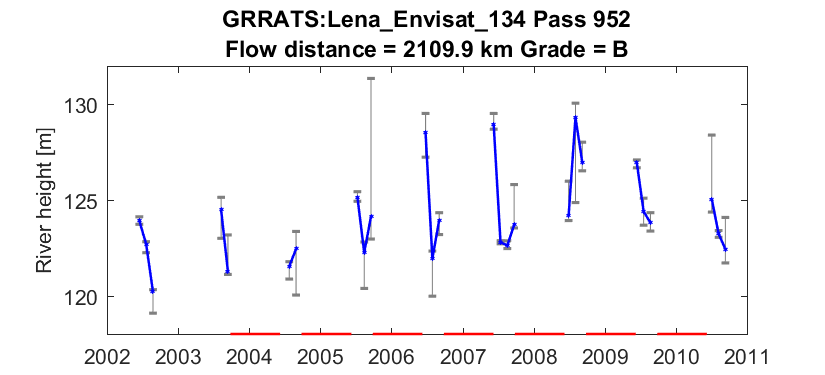 GRRATS:Lena_Envisat_134 Pass 952
Flow distance = 2109.9 km Grade = B
River height [m]
130
125
120
2002 2003 2004 2005 2006 2007 2008 2009 2010 2011